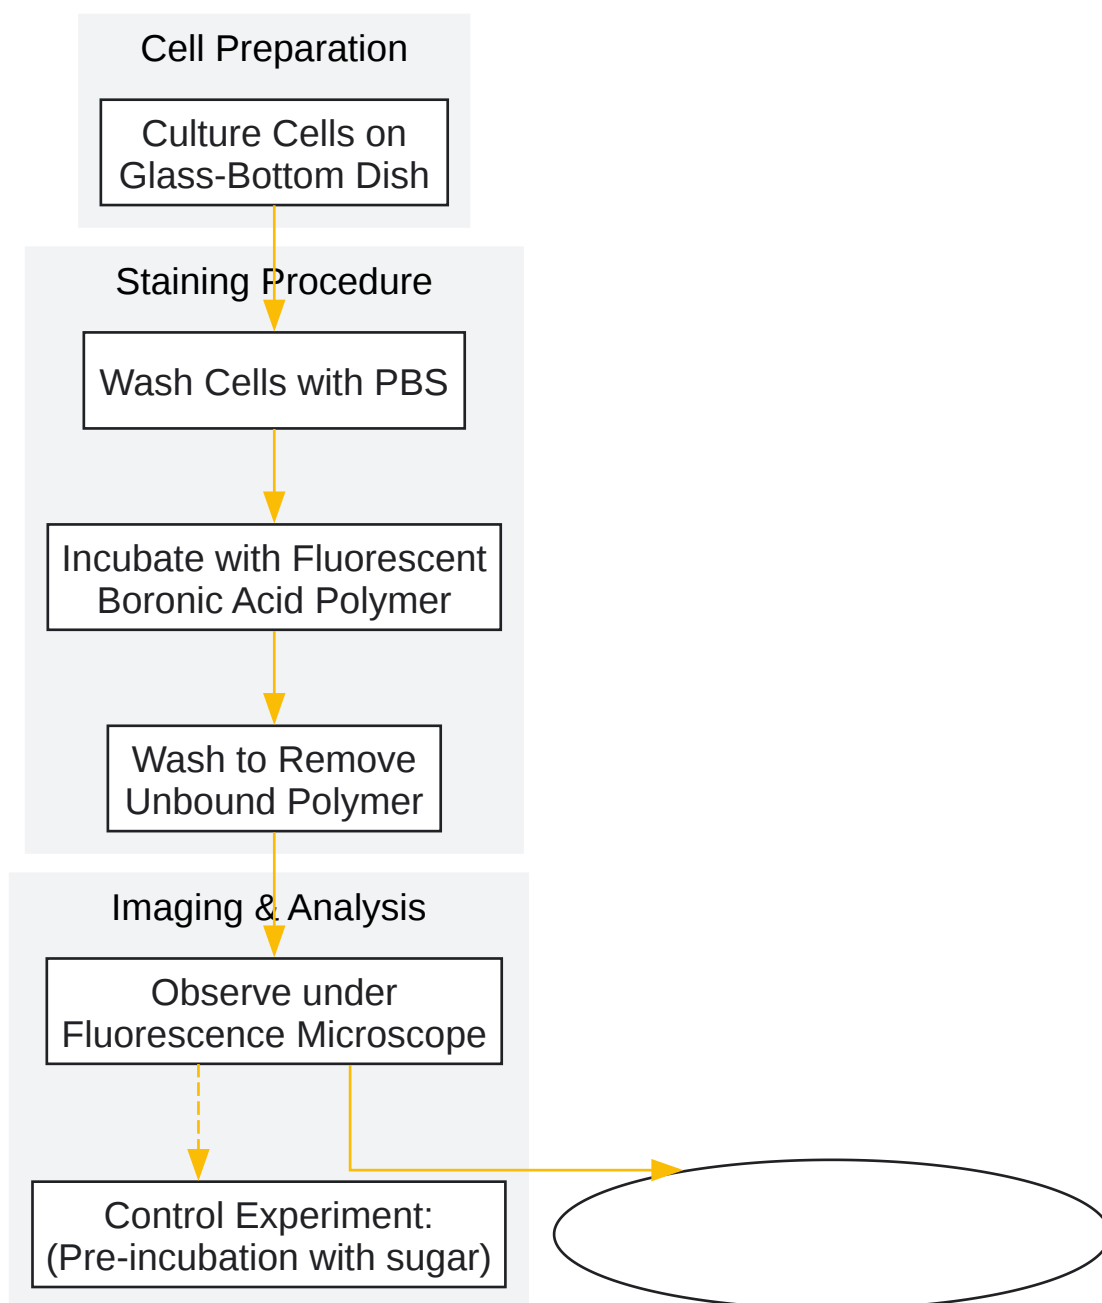 Cell Preparation
Culture Cells on
Glass-Bottom Dish
Staining Procedure
Wash Cells with PBS
Incubate with Fluorescent
Boronic Acid Polymer
Wash to Remove
Unbound Polymer
Imaging & Analysis
Observe under
Fluorescence Microscope
Control Experiment:
(Pre-incubation with sugar)